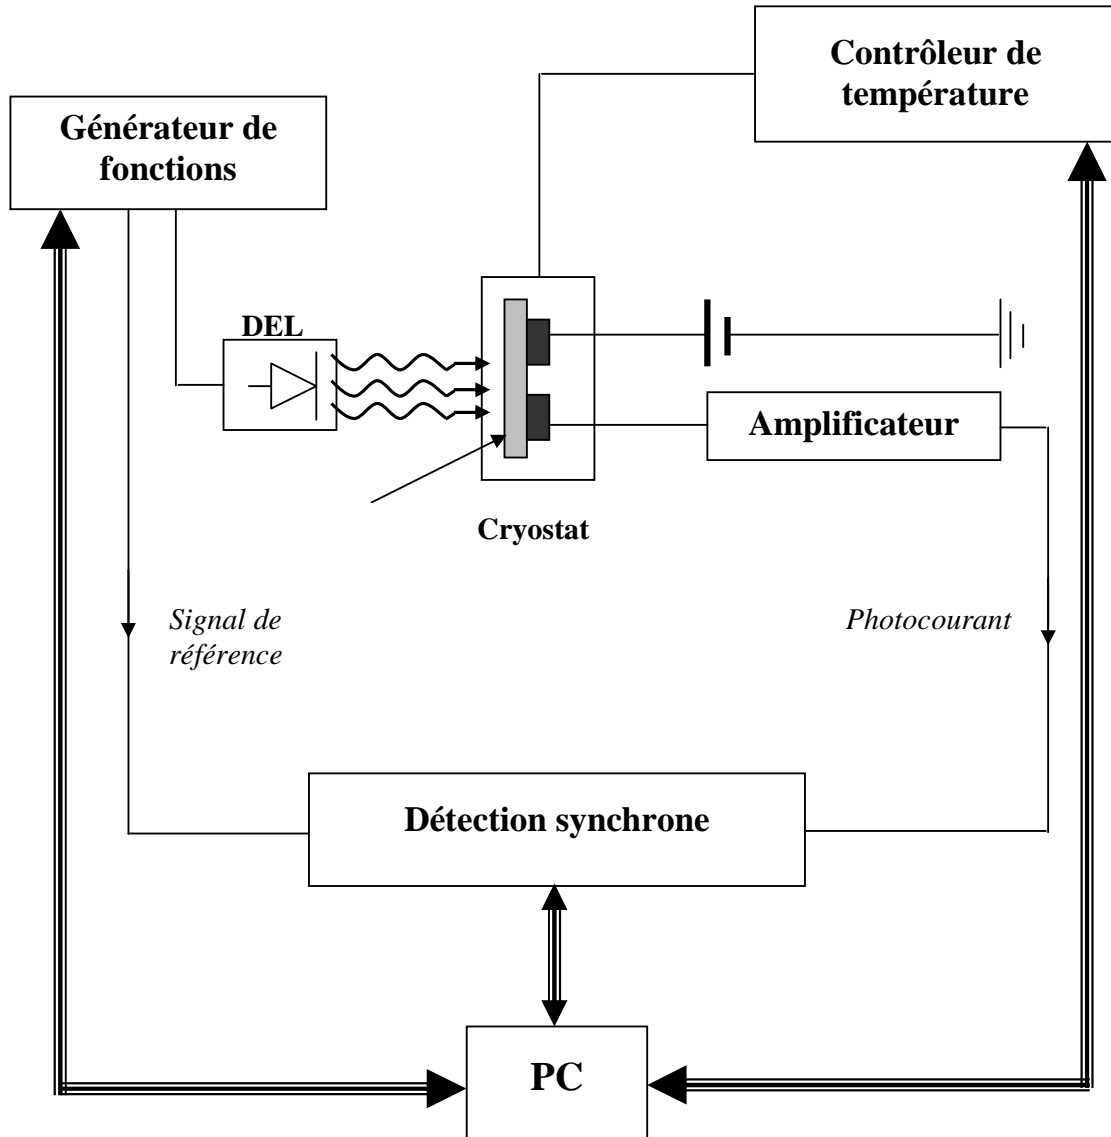 Contrôleur de
température
Générateur de
fonctions
DEL
Amplificateur
Cryostat
Signal de
référence
Photocourant
Détection synchrone
PC